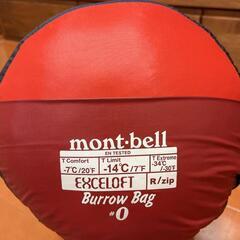 mont-bell
EN TESTED
T Comfort T Limit T Extreme
-7℃/20℉ -14℃/7℉ -34℃/-30℉
EXCELOFT R/zip
Burrow Bag
#0